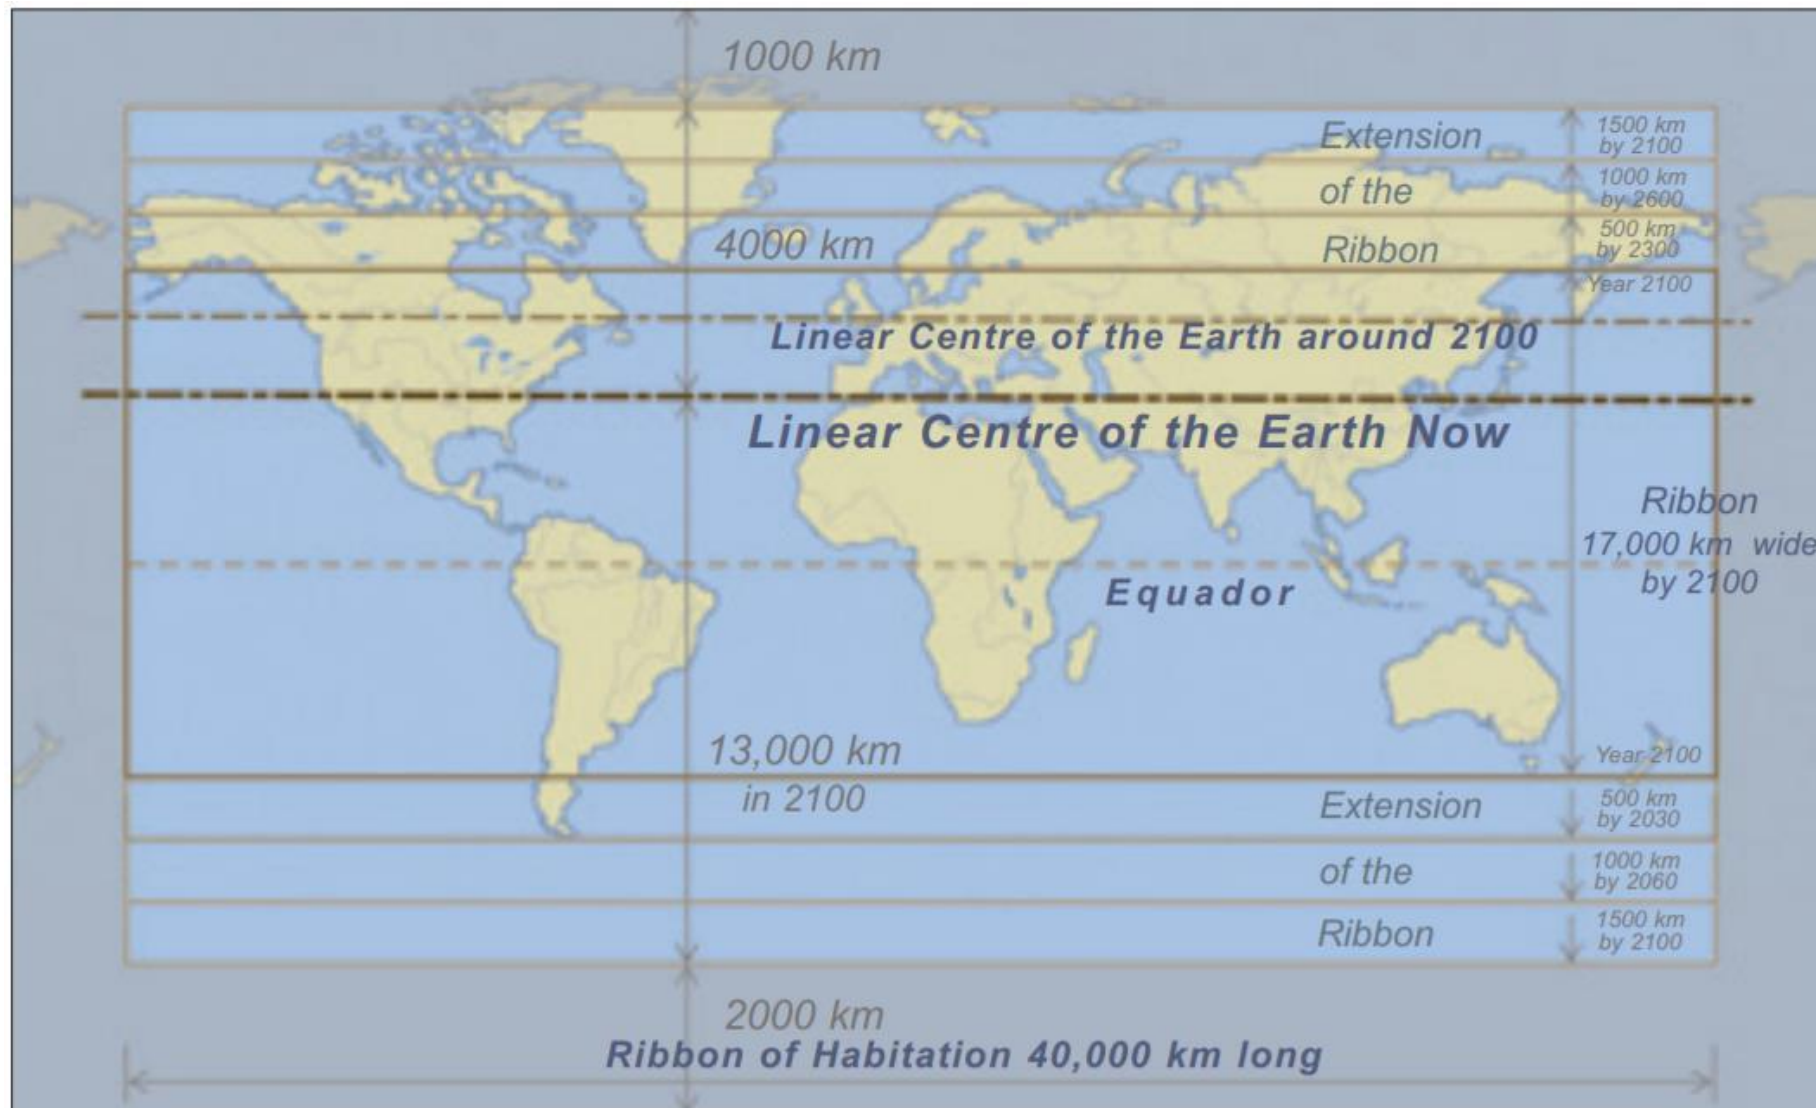 1000 km
Extension
1500 km
by 2100
of the
1000 km
by 2600
4000 km
Ribbon
500 km
by 2300
Year 2100
Linear Centre of the Earth around 2100
Linear Centre of the Earth Now
Ribbon
17,000 km wide
by 2100
Equador
13,000 km
in 2100
Year 2100
Extension
500 km
by 2030
of the
1000 km
by 2060
Ribbon
1500 km
by 2100
2000 km
Ribbon of Habitation 40,000 km long